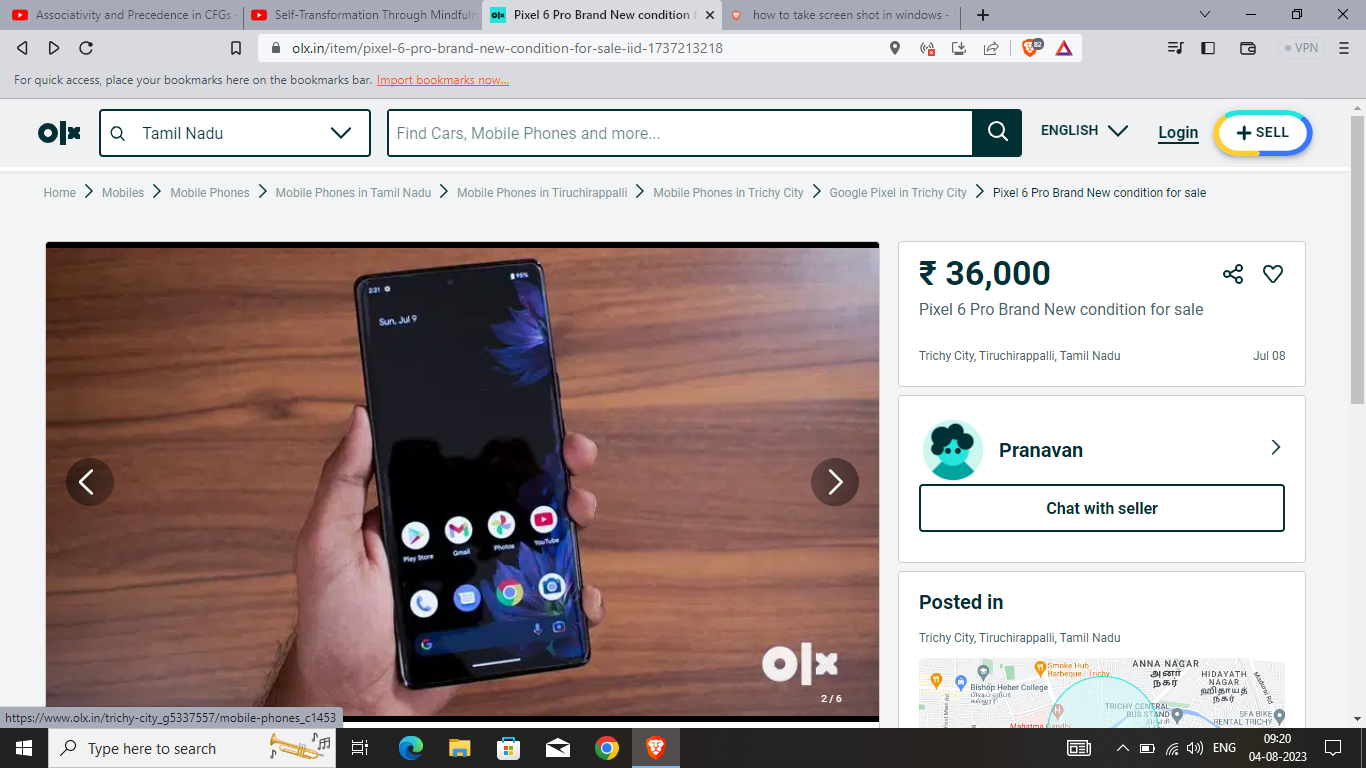 Associativity and Precedence in CFGs -
Self-Transformation Through Mindfuln
Pixel 6 Pro Brand New condition f
how to take screen shot in windows -
olx.in/item/pixel-6-pro-brand-new-condition-for-sale-iid-1737213218
82
VPN
For quick access, place your bookmarks here on the bookmarks bar. Import bookmarks now...
olx
Tamil Nadu
Find Cars, Mobile Phones and more...
ENGLISH
Login
SELL
Home
Mobiles
Mobile Phones
Mobile Phones in Tamil Nadu
Mobile Phones in Tiruchirappalli
Mobile Phones in Trichy City
Google Pixel in Trichy City
Pixel 6 Pro Brand New condition for sale
2:21
95%
Sun, Jul 9
Play Store
Gmail
Photos
YouTube
G
olx
2 / 6
₹ 36,000
Pixel 6 Pro Brand New condition for sale
Trichy City, Tiruchirappalli, Tamil Nadu
Jul 08
Pranavan
Chat with seller
Posted in
Trichy City, Tiruchirappalli, Tamil Nadu
Smoke Hub
Barbeque - Trichy
ANNA NAGAR
அண்ணா
நகர்
Bishop Heber College
HIDAYATH
NAGAR
ஹிதாயத்
நகர்
Madurai Rd
TRICHY CENTRAL
BUS STAND
Mahatma Gandhi
SFA BIKE
RENTAL TRICHY
https://www.olx.in/trichy-city_g5337557/mobile-phones_c1453
Type here to search
ENG
09:20
04-08-2023